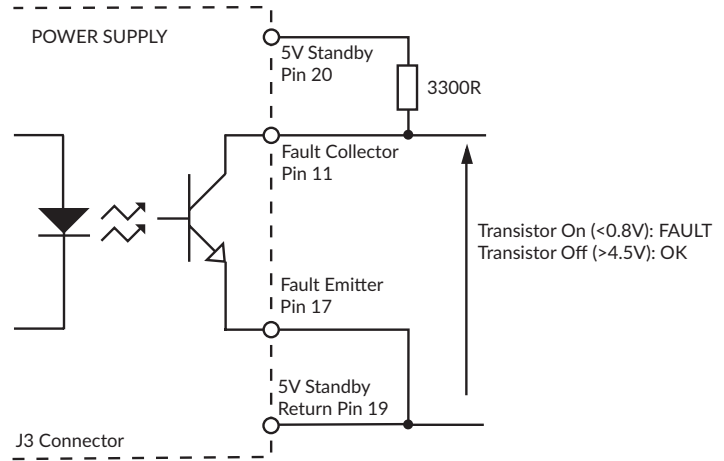 POWER SUPPLY
5V Standby
Pin 20
3300R
Fault Collector
Pin 11
Transistor On (<0.8V): FAULT
Transistor Off (>4.5V): OK
Fault Emitter
Pin 17
5V Standby
Return Pin 19
J3 Connector